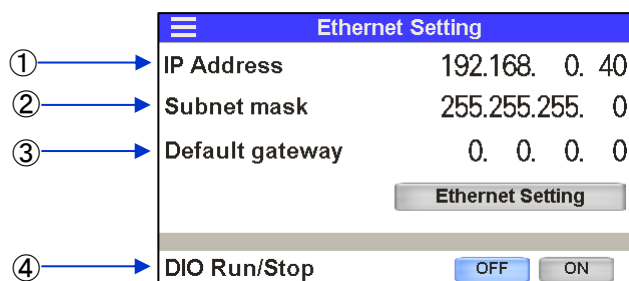 Ethernet Setting
① IP Address 192.168. 0. 40
② Subnet mask 255.255.255. 0
③ Default gateway 0. 0. 0. 0
Ethernet Setting
④ DIO Run/Stop OFF ON